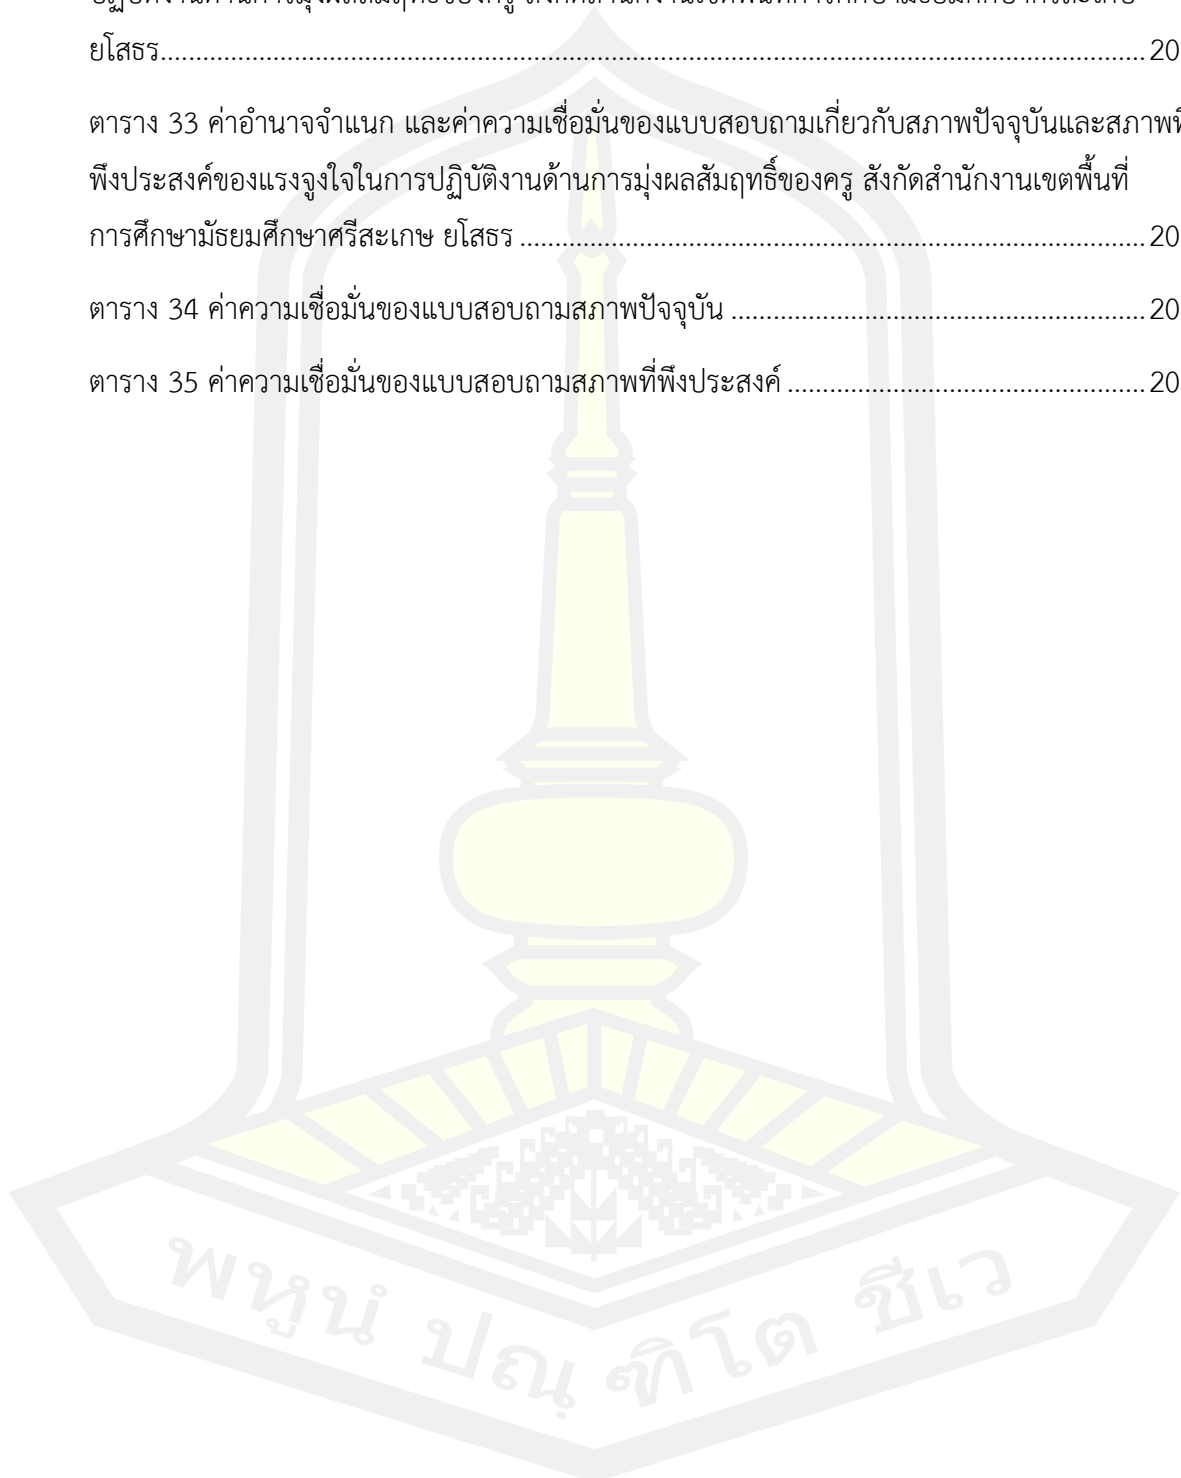 ยโสธร.......................................................................................................................................... 20
ตาราง 33 ค่าอำนาจจำแนก และค่าความเชื่อมั่นของแบบสอบถามเกี่ยวกับสภาพปัจจุบันและสภาพที่
พึงประสงค์ของแรงจูงใจในการปฏิบัติงานด้านการมุ่งผลสัมฤทธิ์ของครู สังกัดสำนักงานเขตพื้นที่
การศึกษามัธยมศึกษาศรีสะเกษ ยโสธร ........................................................................................ 20
ตาราง 34 ค่าความเชื่อมั่นของแบบสอบถามสภาพปัจจุบัน .......................................................... 20
ตาราง 35 ค่าความเชื่อมั่นของแบบสอบถามสภาพที่พึงประสงค์ .................................................. 20
พหูนํ ปณฺฑิโต ชีเว